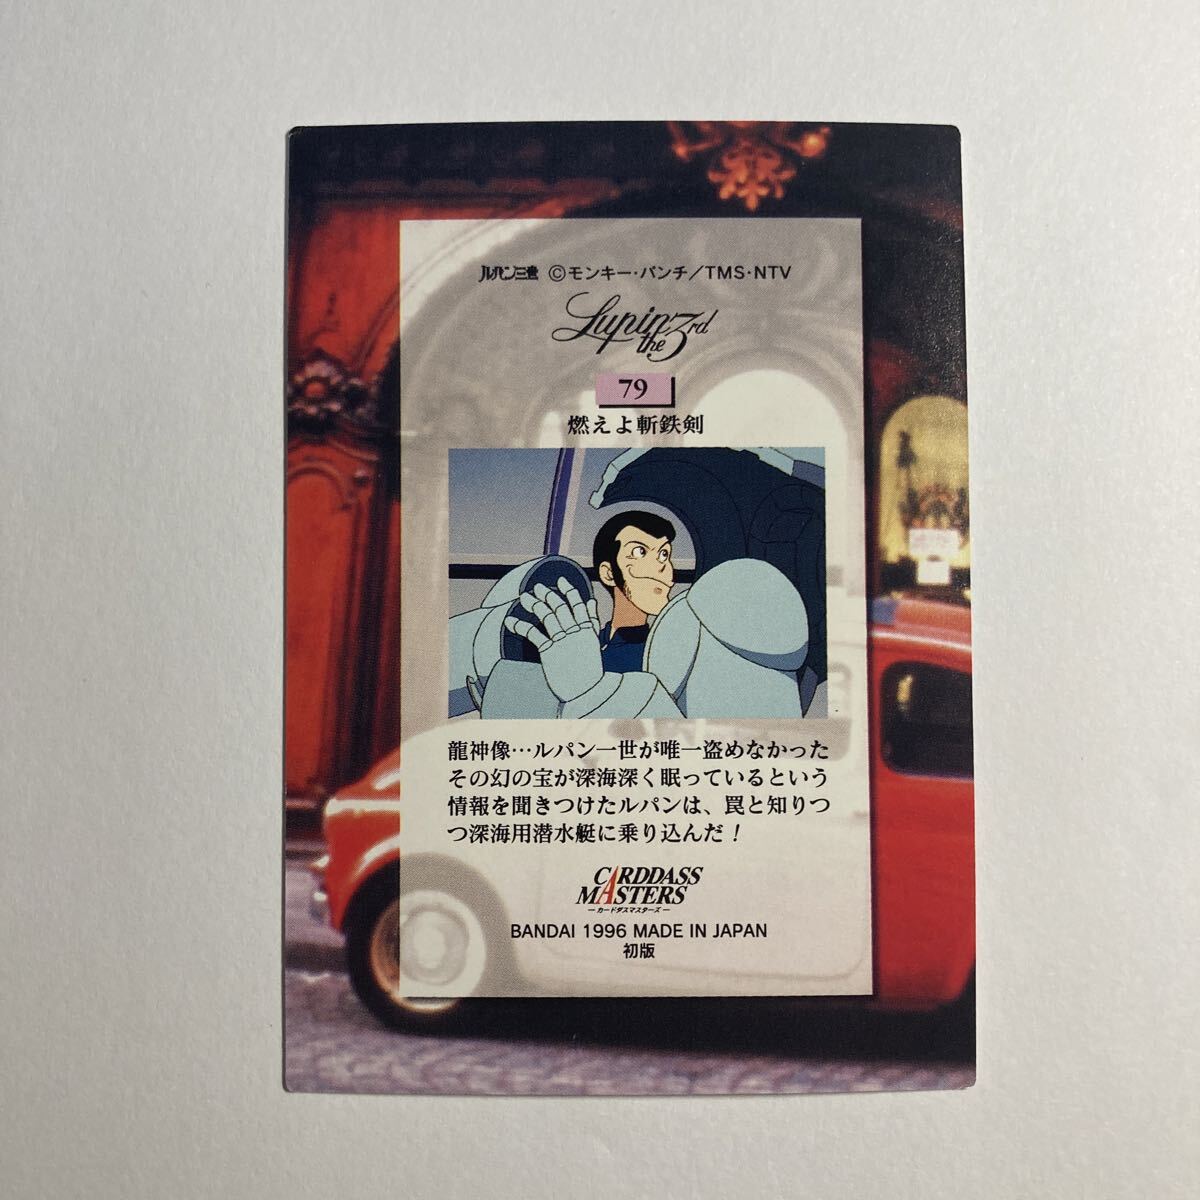 ルパン三世 ©モンキー・パンチ／TMS・NTV
Lupin the 3rd
79
燃えよ斬鉄剣
龍神像…ルパン一世が唯一盗めなかった
その幻の宝が深海深く眠っているという
情報を聞きつけたルパンは、罠と知りつ
つ深海用潜水艇に乗り込んだ！
CARDDASS
MASTERS
－カードダスマスターズ－
BANDAI 1996 MADE IN JAPAN
初版